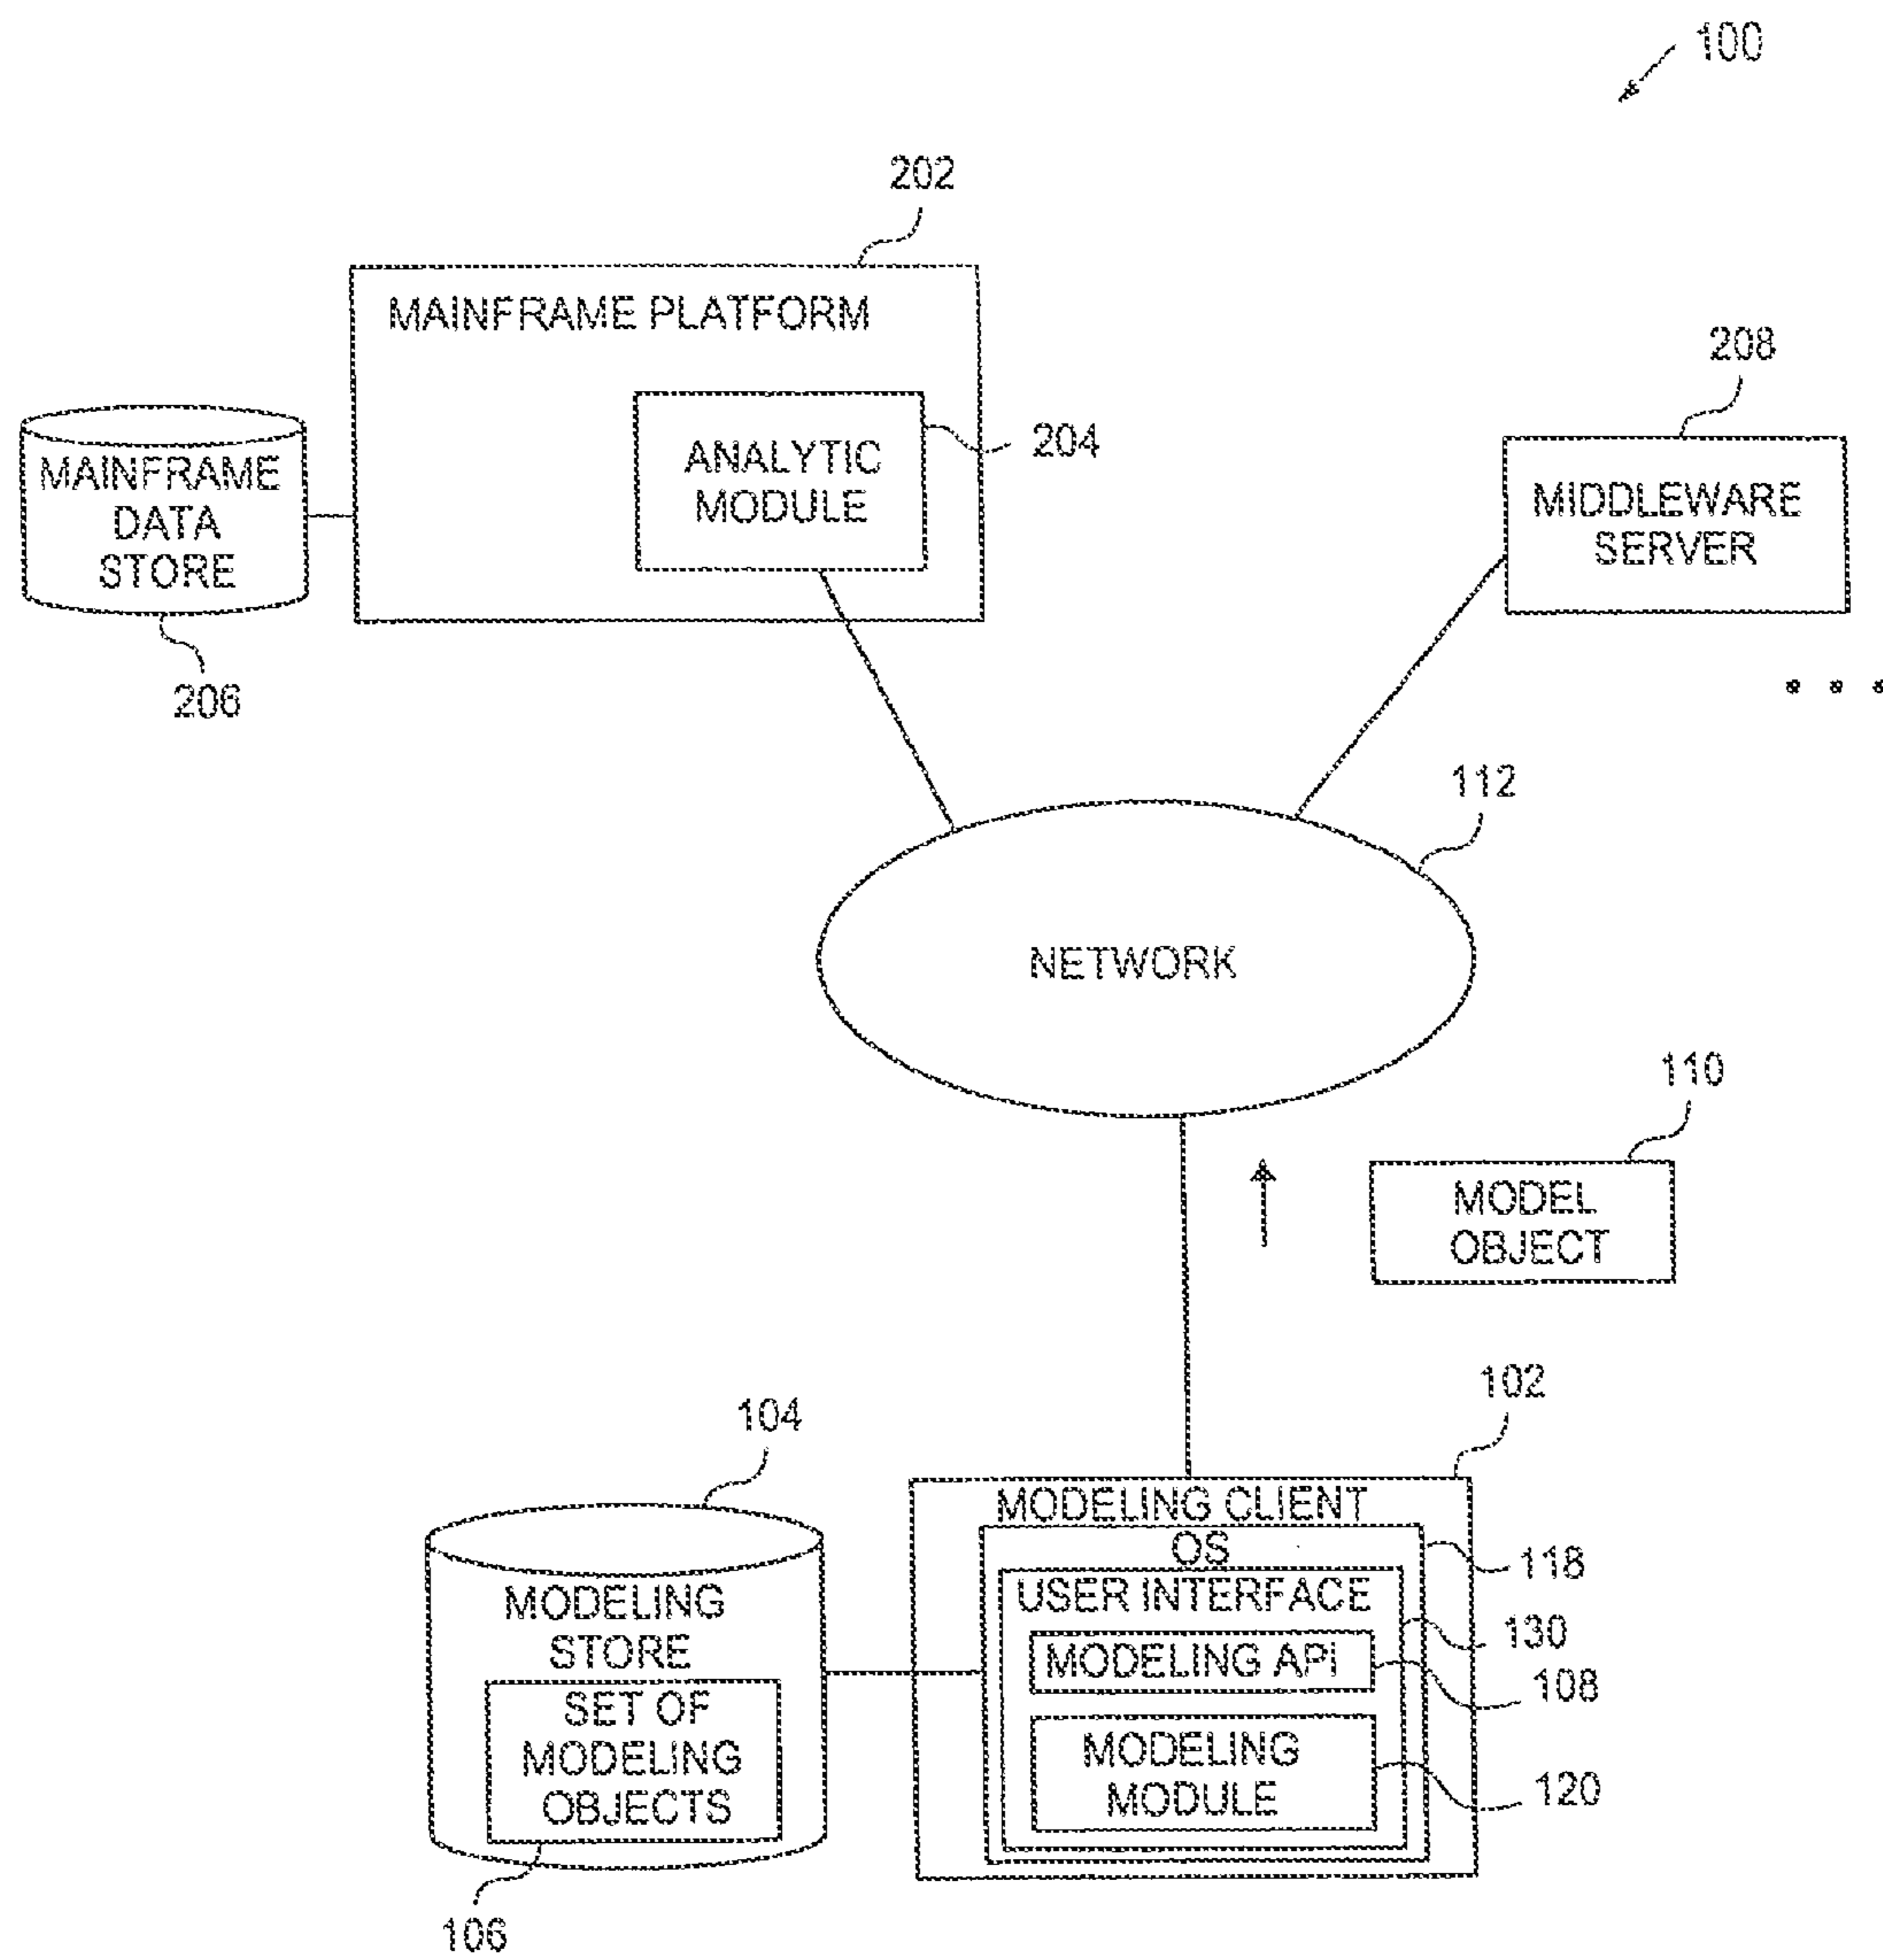 100
202
MAINFRAME PLATFORM
208
204
ANALYTIC
MODULE
MAINFRAME
DATA
STORE
MIDDLEWARE
SERVER
206
112
NETWORK
110
MODEL
OBJECT
102
104
MODELING CLIENT
OS
118
USER INTERFACE
130
MODELING API
108
MODELING
MODULE
120
MODELING
STORE
SET OF
MODELING
OBJECTS
106